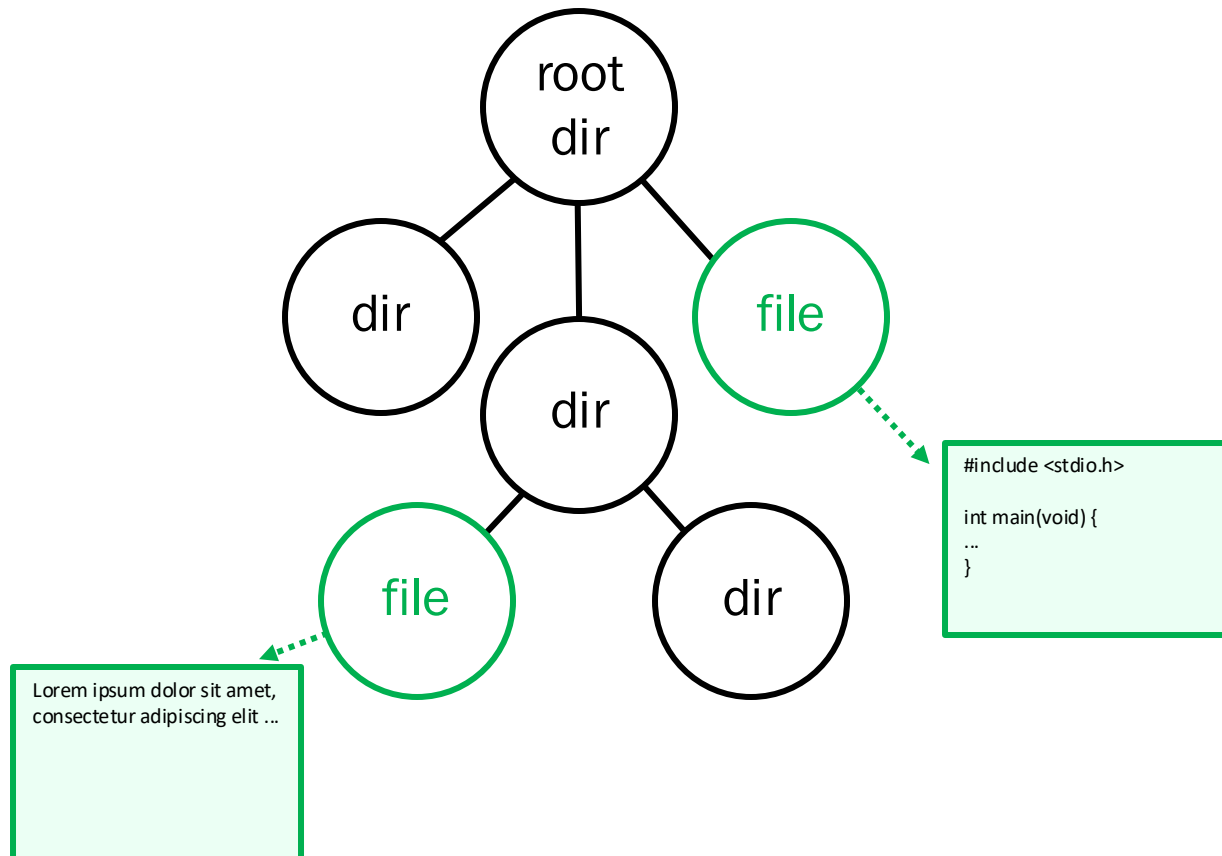 root
dir
dir
file
dir
#include <stdio.h>
int main(void) {
...
}
file
dir
Lorem ipsum dolor sit amet,
consectetur adipiscing elit ...